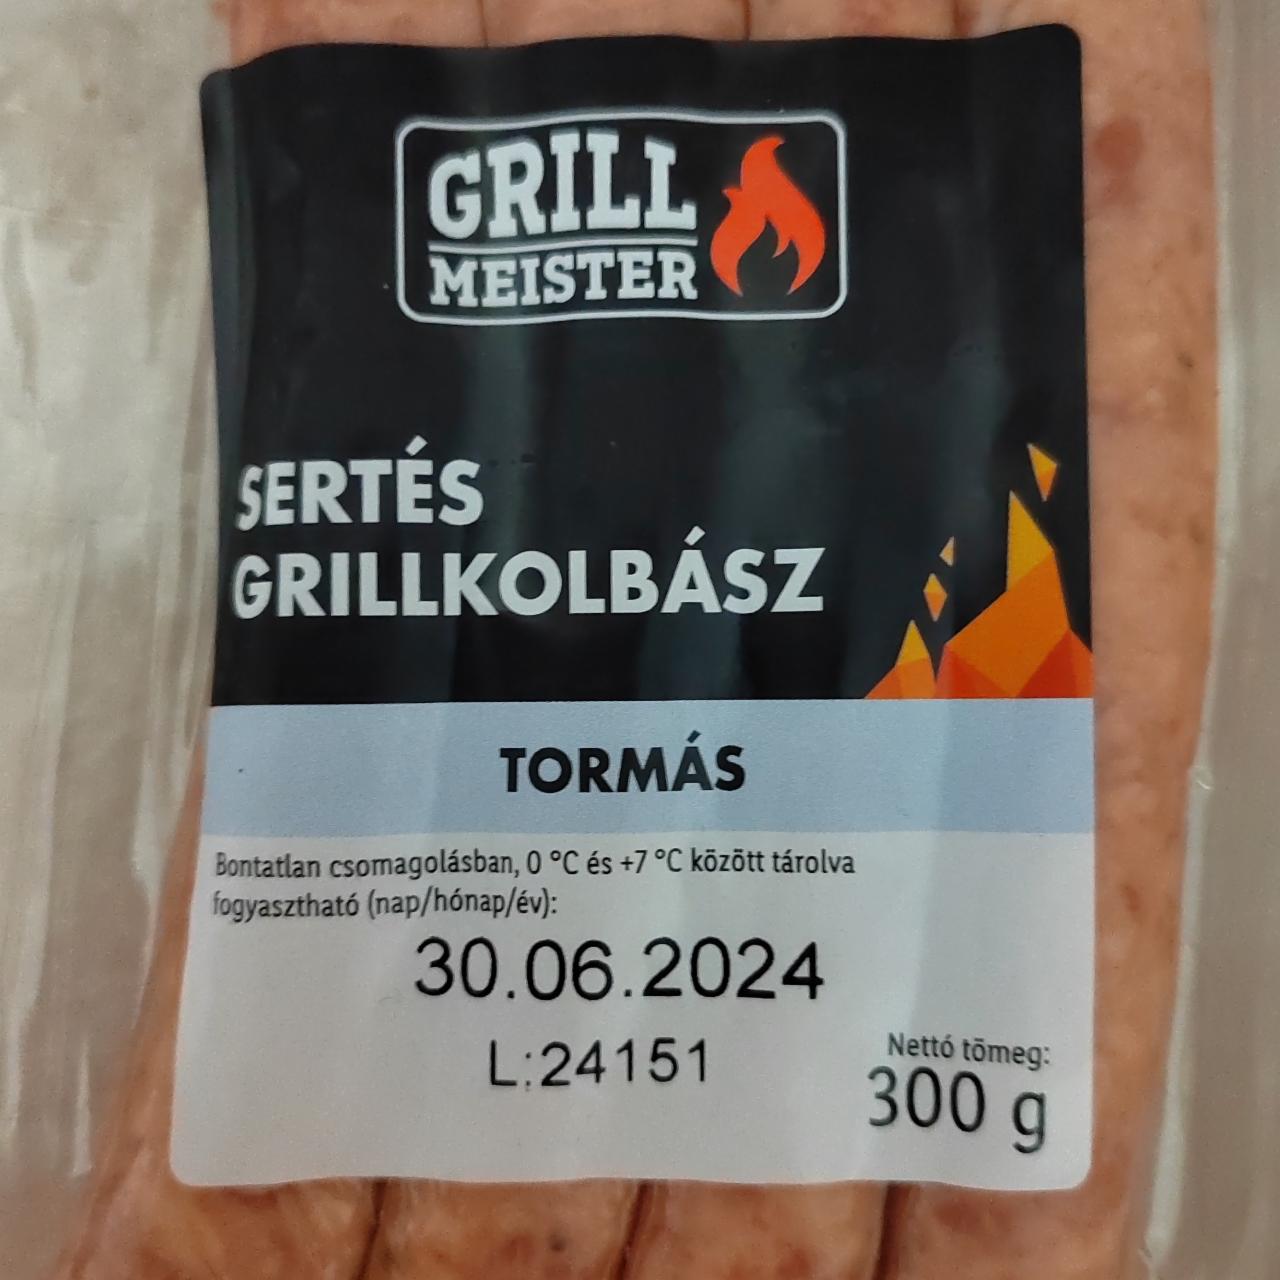 GRILL
MEISTER
SERTÉS
GRILLKOLBÁSZ
TORMÁS
Bontatlan csomagolásban, 0 °C és +7 °C között tárolva
fogyasztható (nap/hónap/év):
30.06.2024
L:24151
Nettó tömeg:
300 g